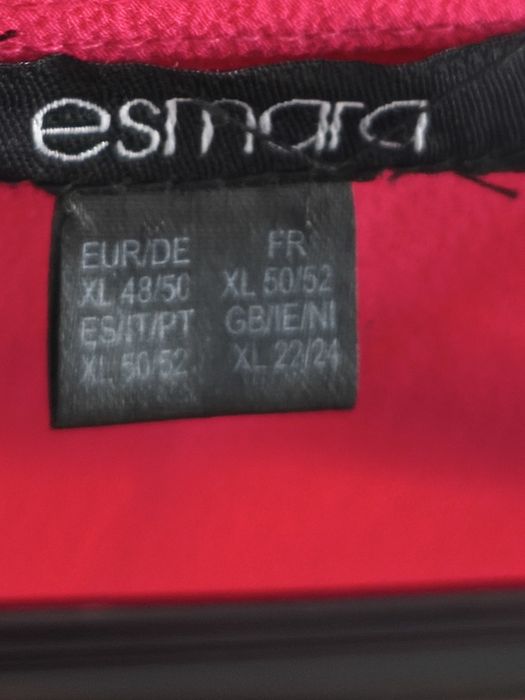 esmara
EUR/DE FR
XL 48/50 XL 50/52
ES/IT/PT GB/IE/NI
XL 50/52 XL 22/24